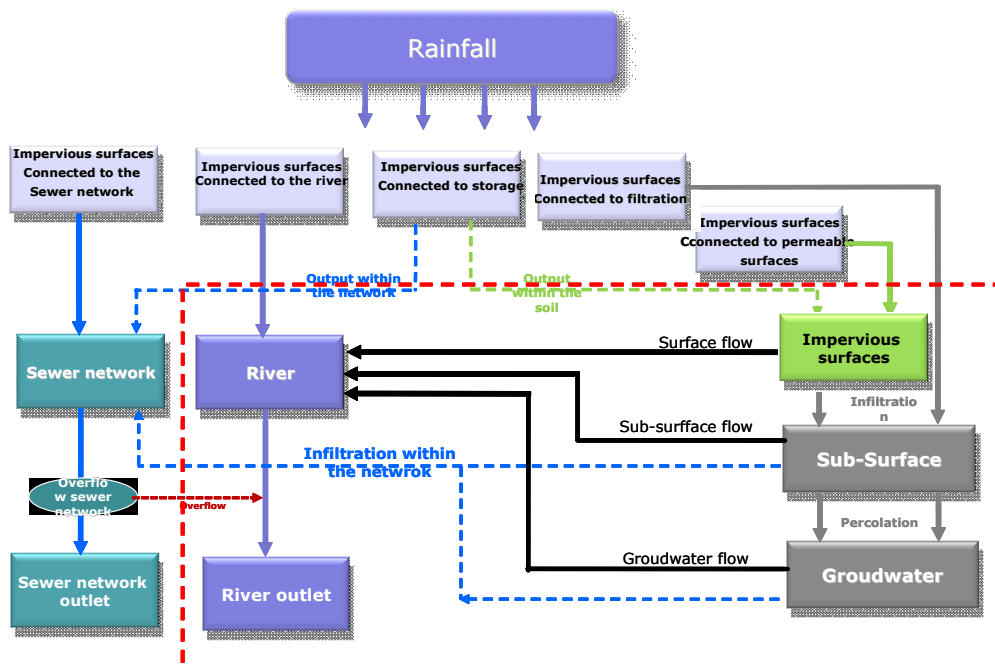 Rainfall
Impervious surfaces
Connected to the
Sewer network
Impervious surfaces
Connected to the river
Impervious surfaces
Connected to storage
Impervious surfaces
Connected to filtration
Impervious surfaces
Cconnected to permeable
surfaces
Output within
the network
Output
within the
soil
Sewer network
River
Surface flow
Impervious
surfaces
Infiltratio
n
Sub-surfface flow
Sub-Surface
Infiltration within
the netwrok
Overflo
w sewer
network
Overflow
Percolation
Groudwater flow
Groudwater
Sewer network
outlet
River outlet